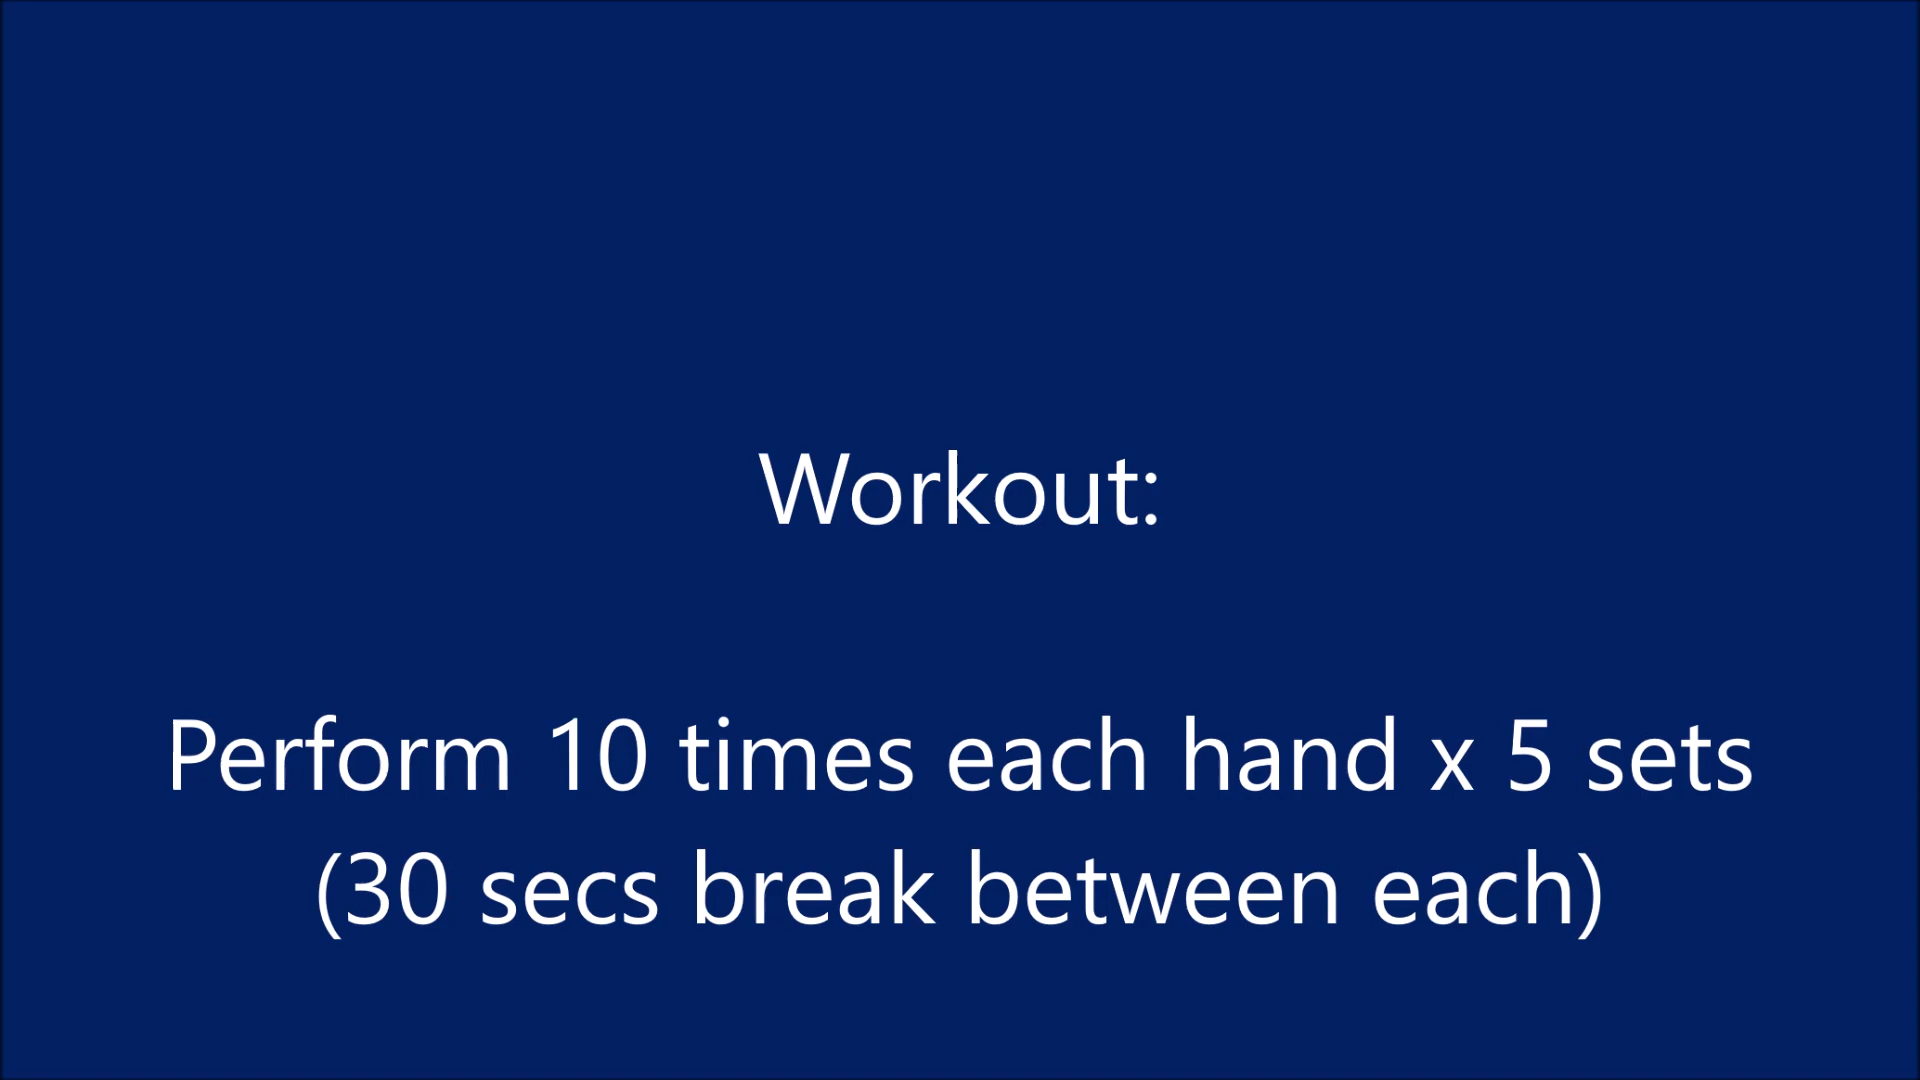 Workout:
Perform 10 times each hand x 5 sets
(30 secs break between each)